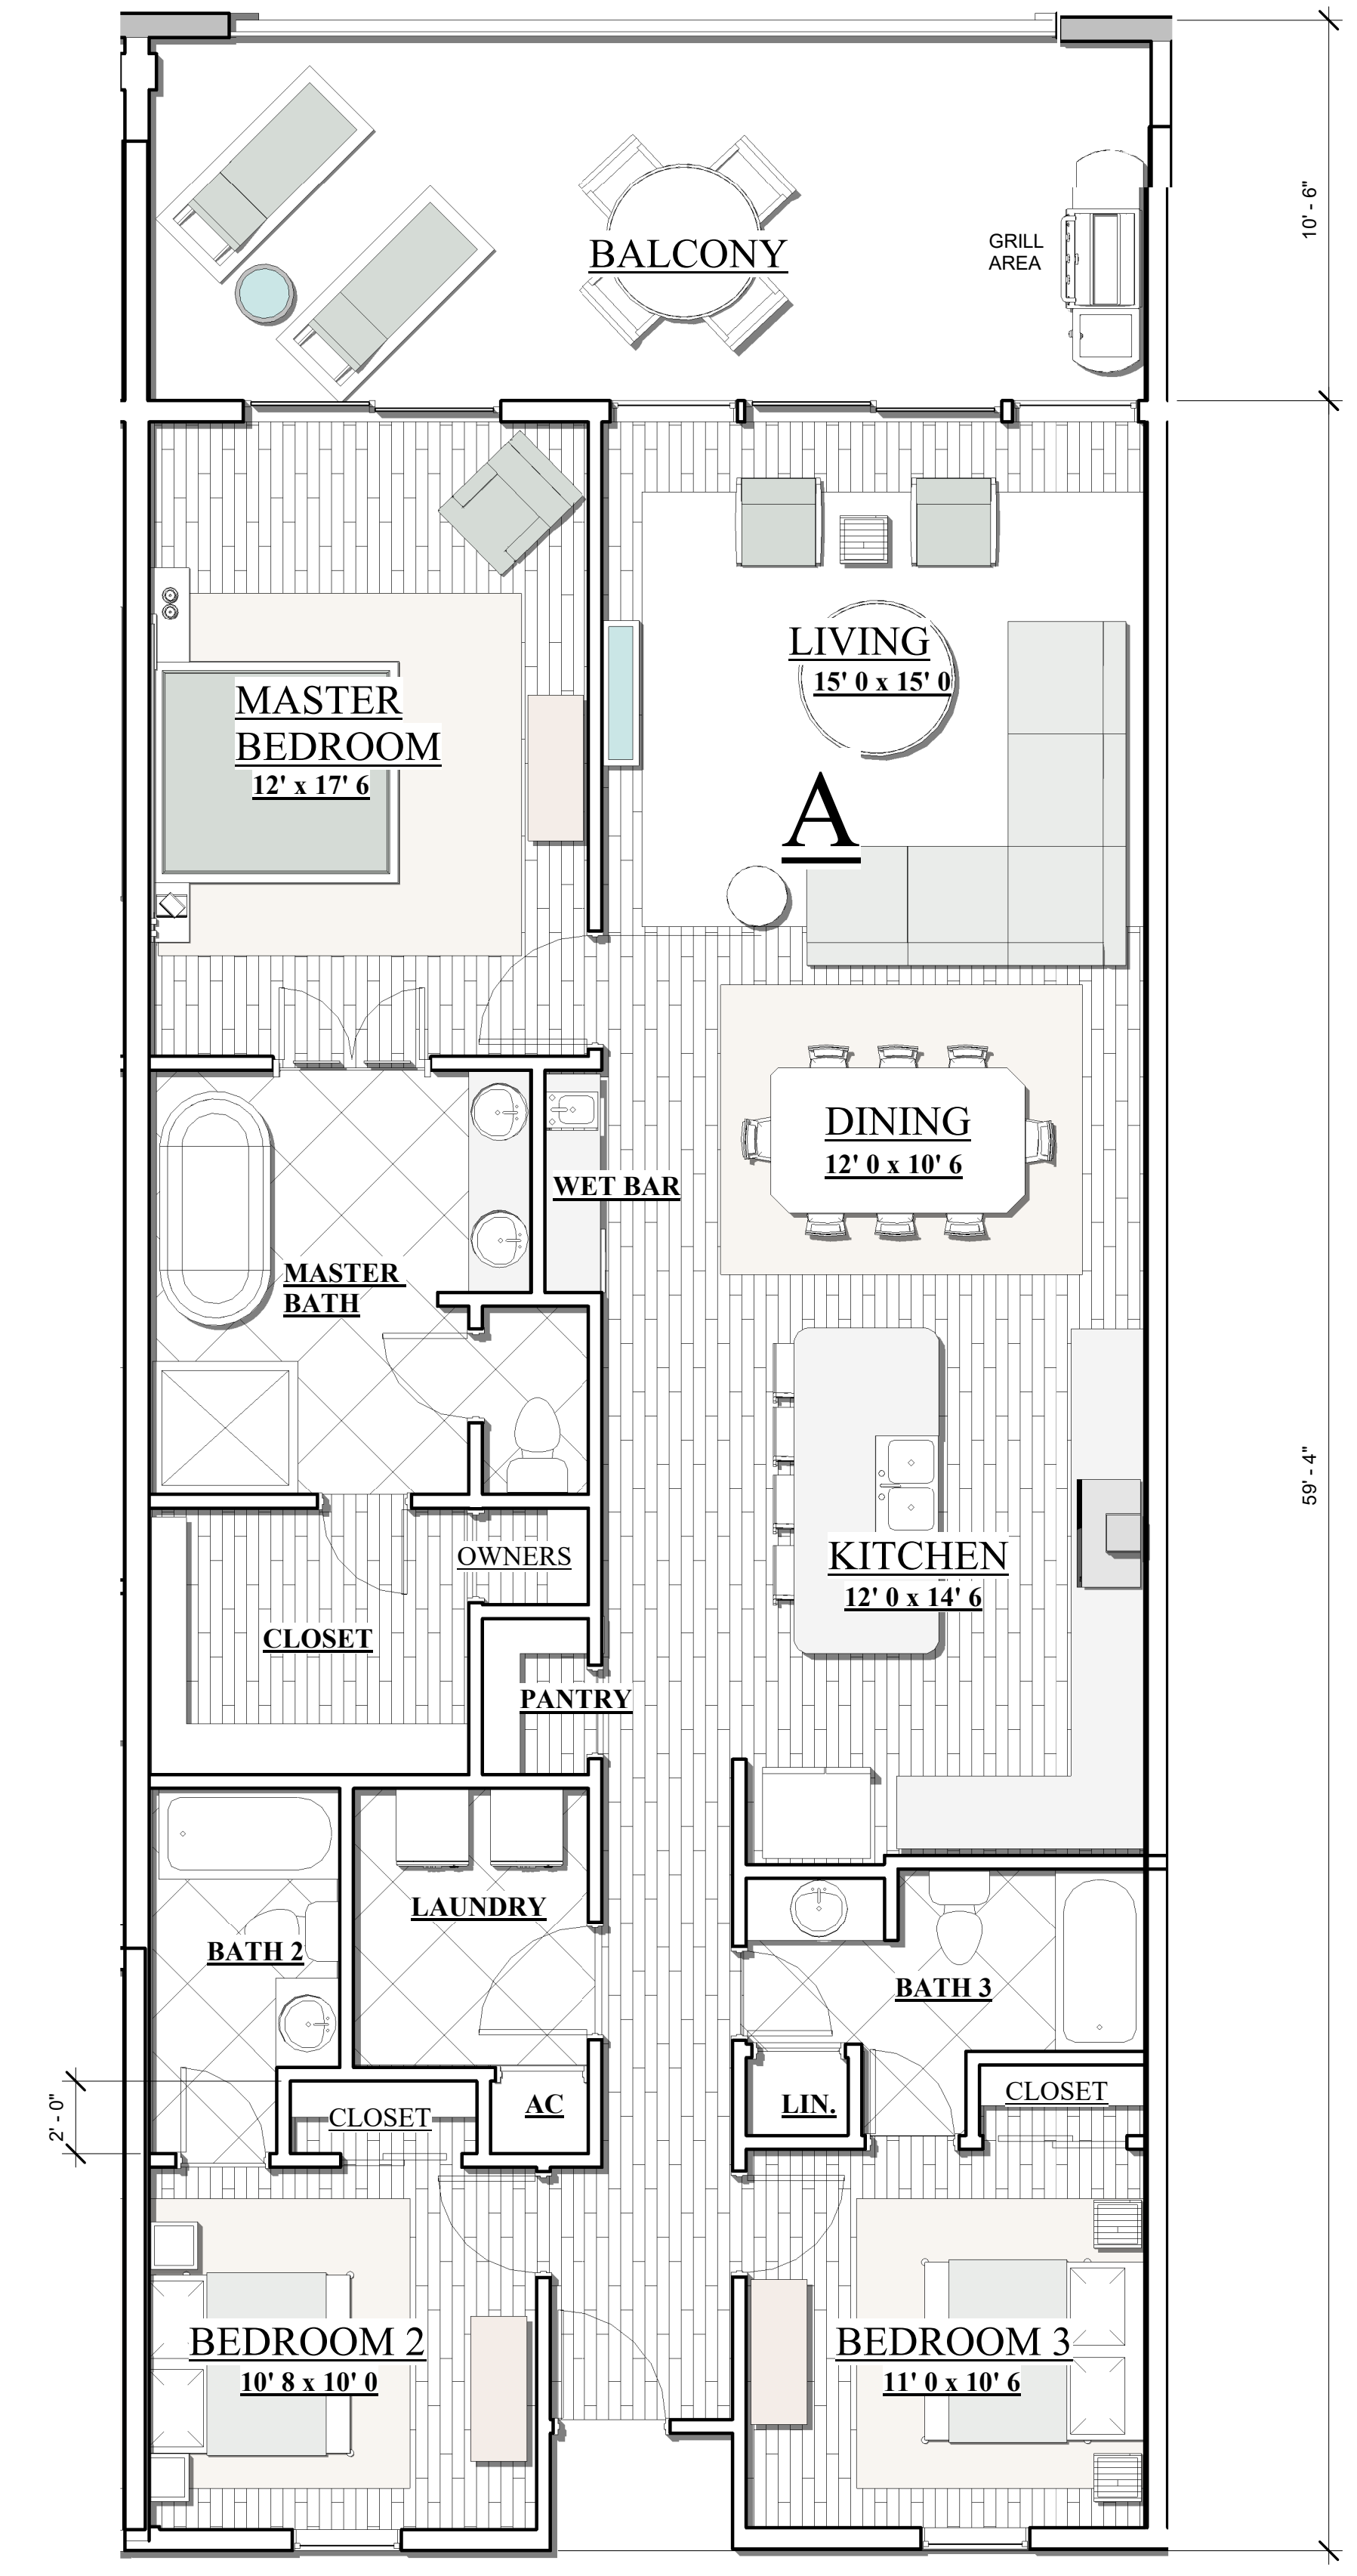 10' - 6"
BALCONY
GRILL
AREA
LIVING
15' 0 x 15' 0
MASTER
BEDROOM
12' x 17' 6
A
DINING
12' 0 x 10' 6
WET BAR
MASTER
BATH
59' - 4"
OWNERS
KITCHEN
12' 0 x 14' 6
CLOSET
PANTRY
LAUNDRY
BATH 2
BATH 3
2' - 0"
CLOSET
AC
LIN.
CLOSET
BEDROOM 2
10' 8 x 10' 0
BEDROOM 3
11' 0 x 10' 6